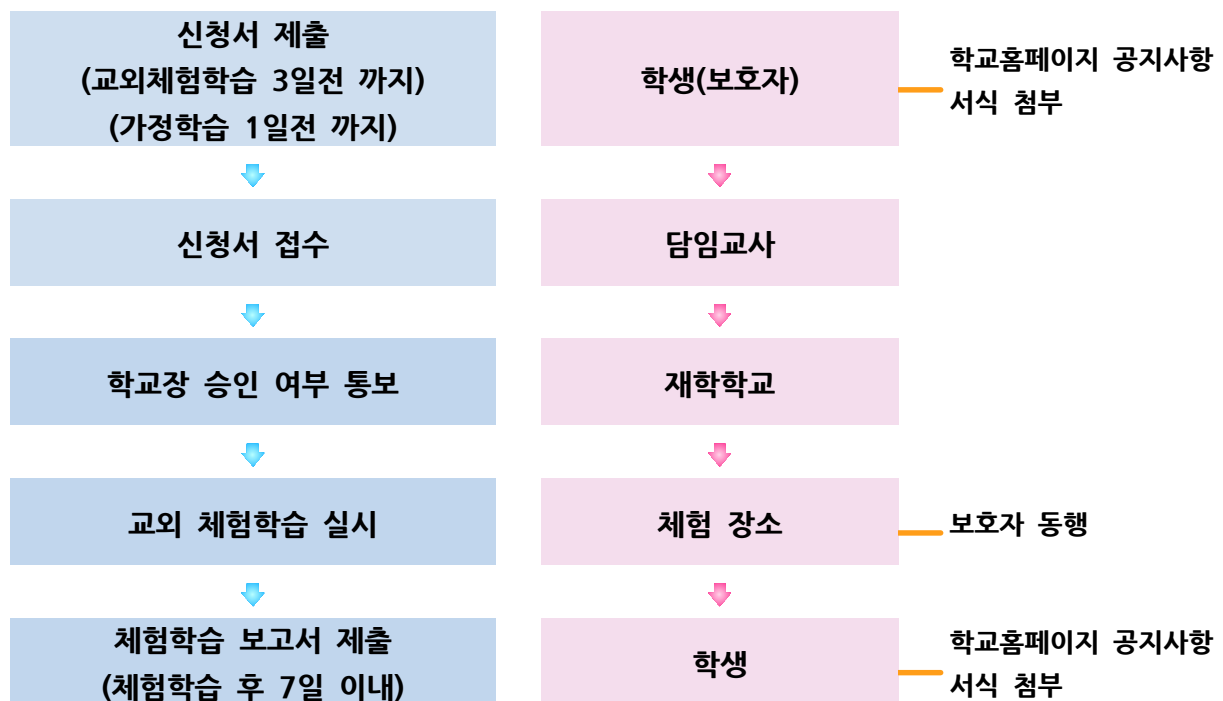 신청서 제출
(교외체험학습 3일전 까지)
(가정학습 1일전 까지)
학생(보호자)
학교홈페이지 공지사항
서식 첨부
신청서 접수
담임교사
학교장 승인 여부 통보
재학학교
교외 체험학습 실시
체험 장소
보호자 동행
체험학습 보고서 제출
(체험학습 후 7일 이내)
학생
학교홈페이지 공지사항
서식 첨부